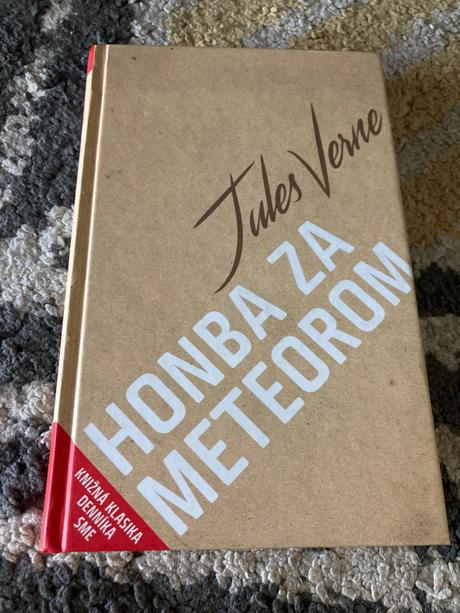 Jules Verne
HONBA ZA
METEOROM
KNIŽNÁ KLASIKA
DENNÍKA
SME